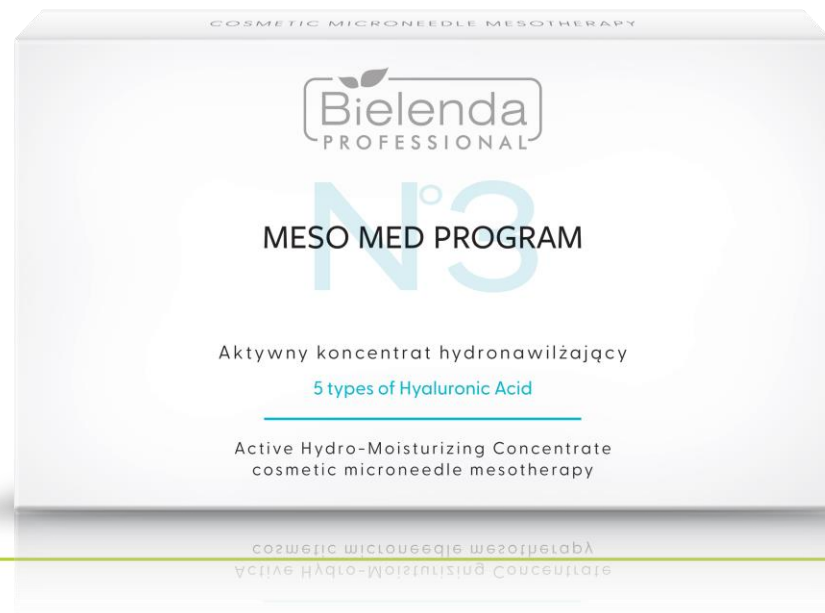 COSMETIC MICRONEEDLE MESOTHERAPY
Bielenda
PROFESSIONAL
N°3
MESO MED PROGRAM
Aktywny koncentrat hydronawilżający
5 types of Hyaluronic Acid
Active Hydro-Moisturizing Concentrate
cosmetic microneedle mesotherapy
cosmetic microneedle mesotherapy
Active Hydro-Moisturizing Concentrate